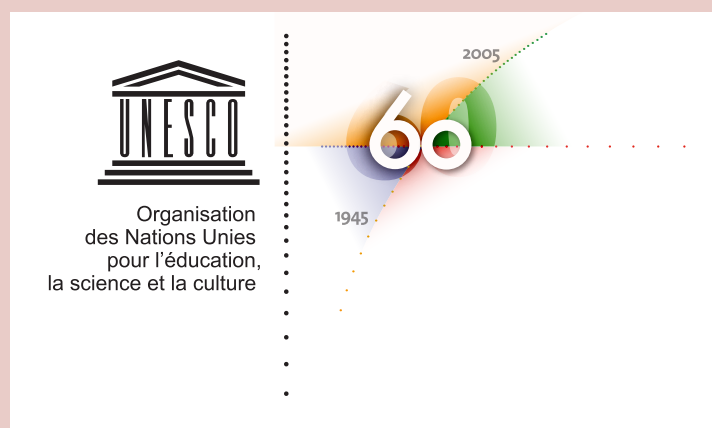 UNESCO
Organisation
des Nations Unies
pour l’éducation,
la science et la culture
2005
60
1945